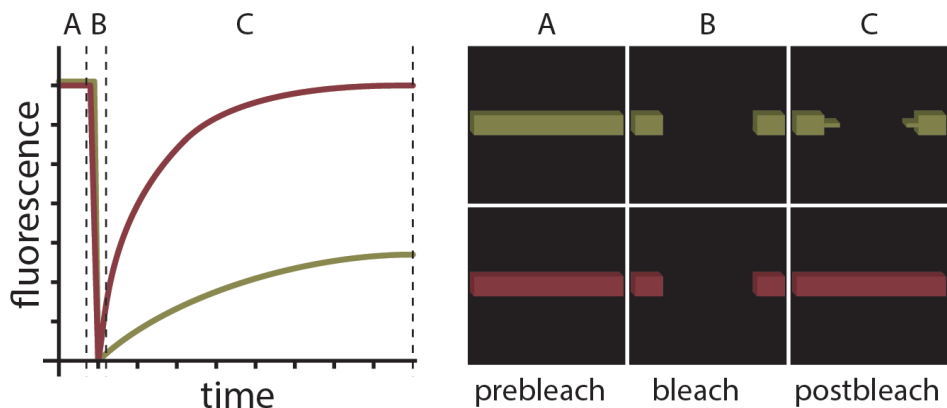 A B C
fluorescence
time
A B C
prebleach bleach postbleach